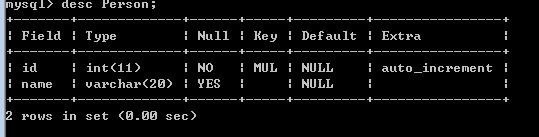 mysql> desc Person;
+-------+-------------+------+-----+---------+----------------+
| Field | Type        | Null | Key | Default | Extra          |
+-------+-------------+------+-----+---------+----------------+
| id    | int(11)     | NO   | MUL | NULL    | auto_increment |
| name  | varchar(20) | YES  |     | NULL    |                |
+-------+-------------+------+-----+---------+----------------+
2 rows in set (0.00 sec)